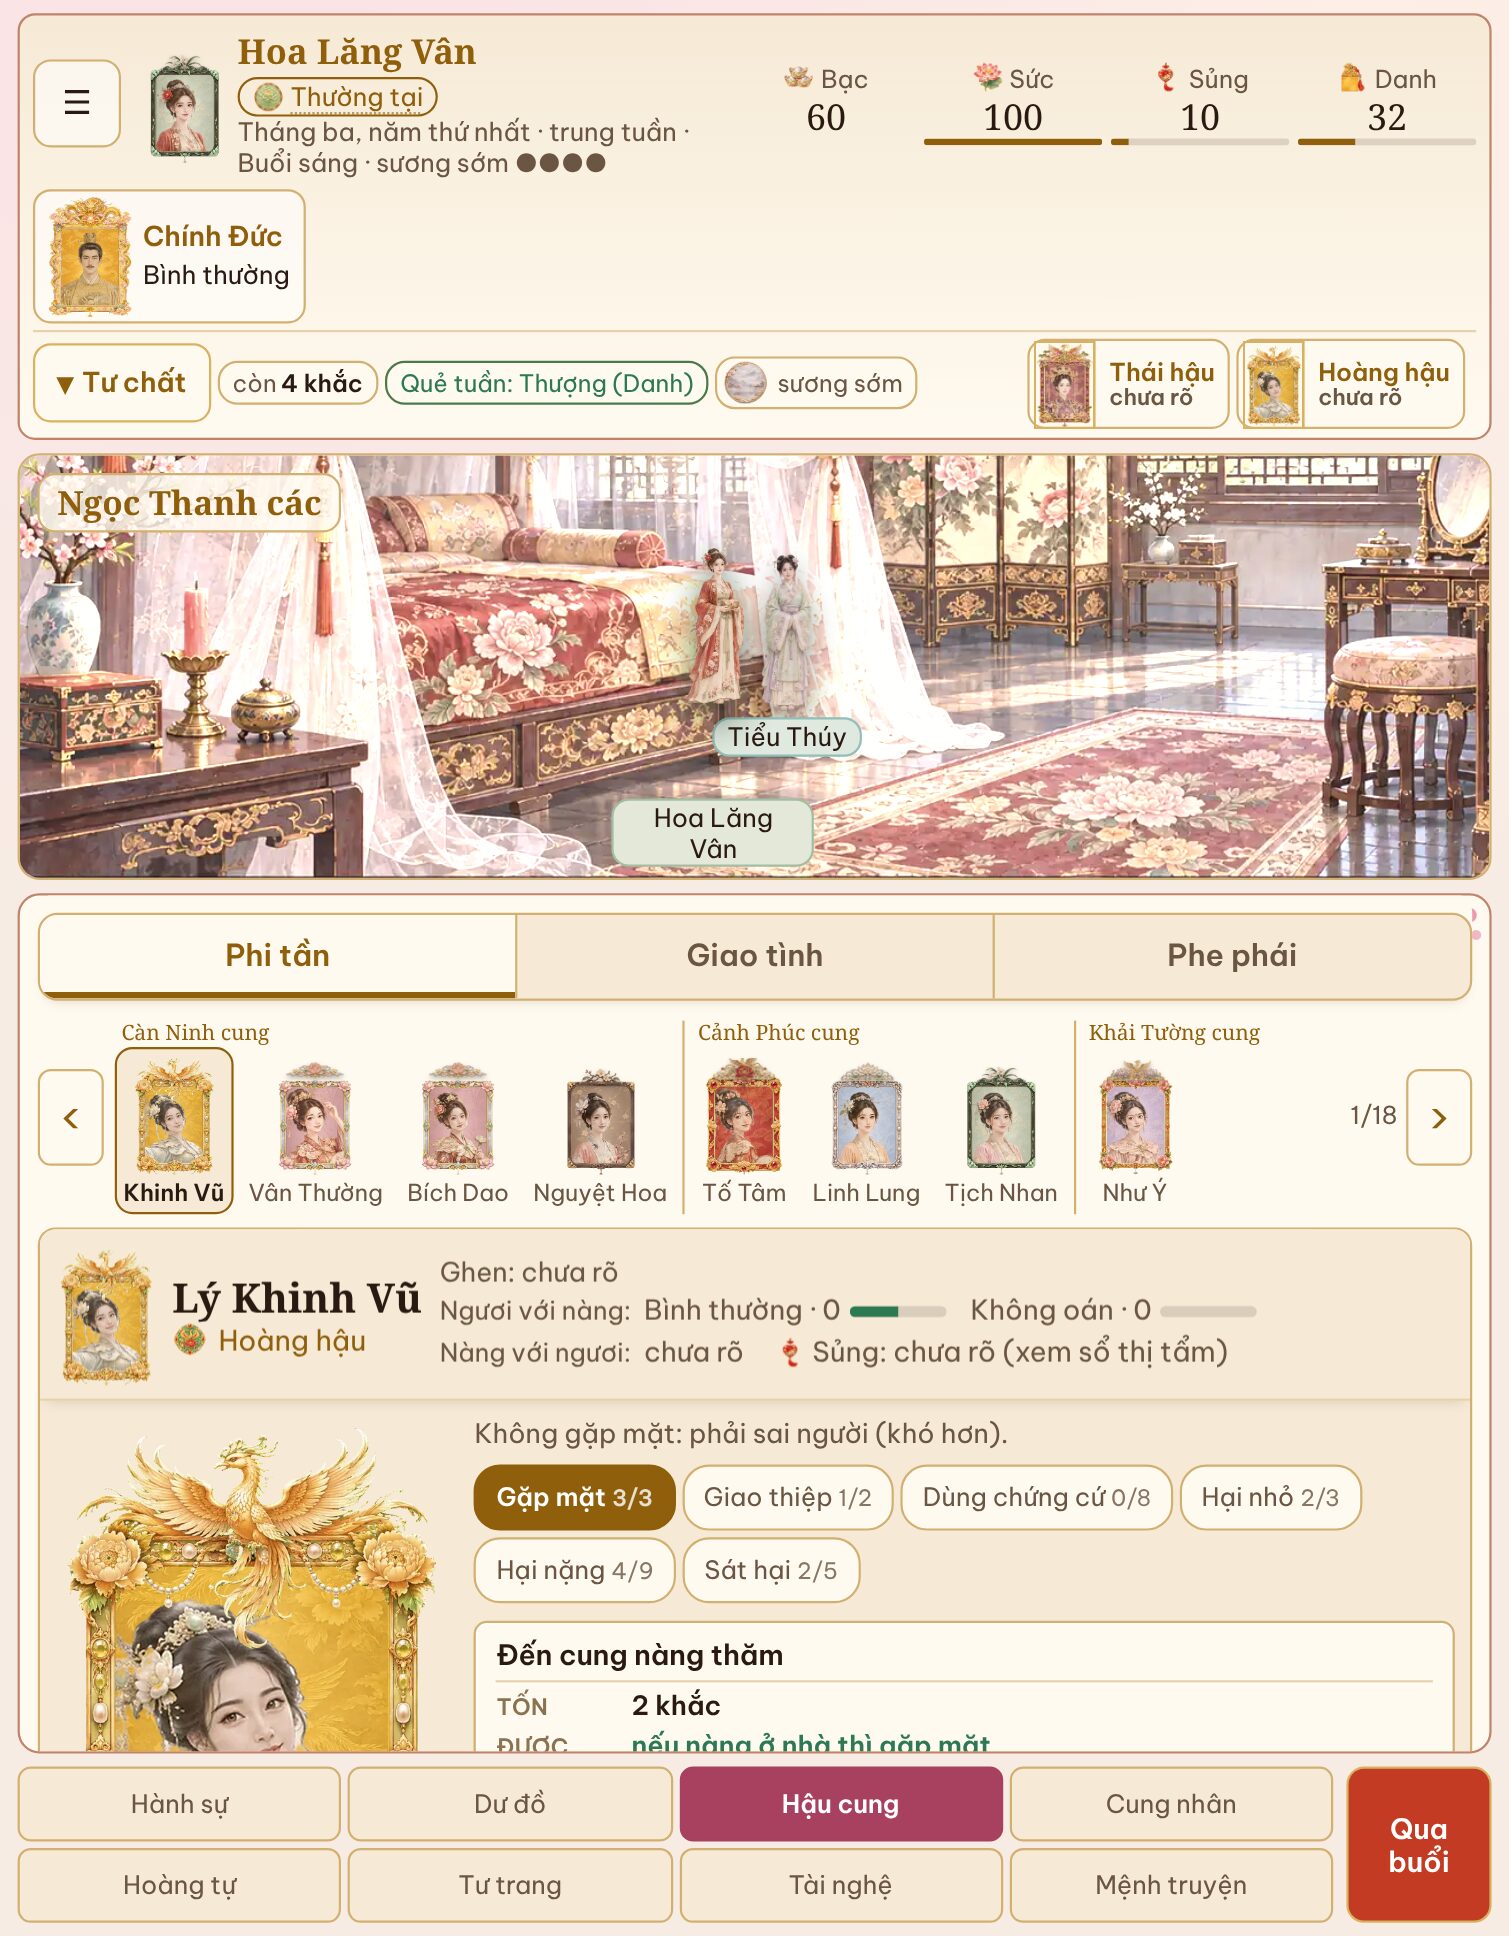 ☰
Hoa Lăng Vân
Thường tại
Tháng ba, năm thứ nhất · trung tuần ·
Buổi sáng · sương sớm ●●●●
Bạc
60
Sức
100
Sủng
10
Danh
32
Chính Đức
Bình thường
▼ Tư chất
còn 4 khắc
Quẻ tuần: Thượng (Danh)
sương sớm
Thái hậu
chưa rõ
Hoàng hậu
chưa rõ
Ngọc Thanh các
Tiểu Thúy
Hoa Lăng
Vân
Phi tần
Giao tình
Phe phái
Càn Ninh cung
Cảnh Phúc cung
Khải Tường cung
‹
Khinh Vũ
Vân Thường
Bích Dao
Nguyệt Hoa
Tố Tâm
Linh Lung
Tịch Nhan
Như Ý
1/18
›
Lý Khinh Vũ
Hoàng hậu
Ghen: chưa rõ
Ngươi với nàng: Bình thường · 0 Không oán · 0
Nàng với ngươi: chưa rõ Sủng: chưa rõ (xem sổ thị tẩm)
Không gặp mặt: phải sai người (khó hơn).
Gặp mặt 3/3
Giao thiệp 1/2
Dùng chứng cứ 0/8
Hại nhỏ 2/3
Hại nặng 4/9
Sát hại 2/5
Đến cung nàng thăm
TỐN 2 khắc
ĐƯỢC nếu nàng ở nhà thì gặp mặt
Hành sự
Dư đồ
Hậu cung
Cung nhân
Hoàng tự
Tư trang
Tài nghệ
Mệnh truyện
Qua
buổi